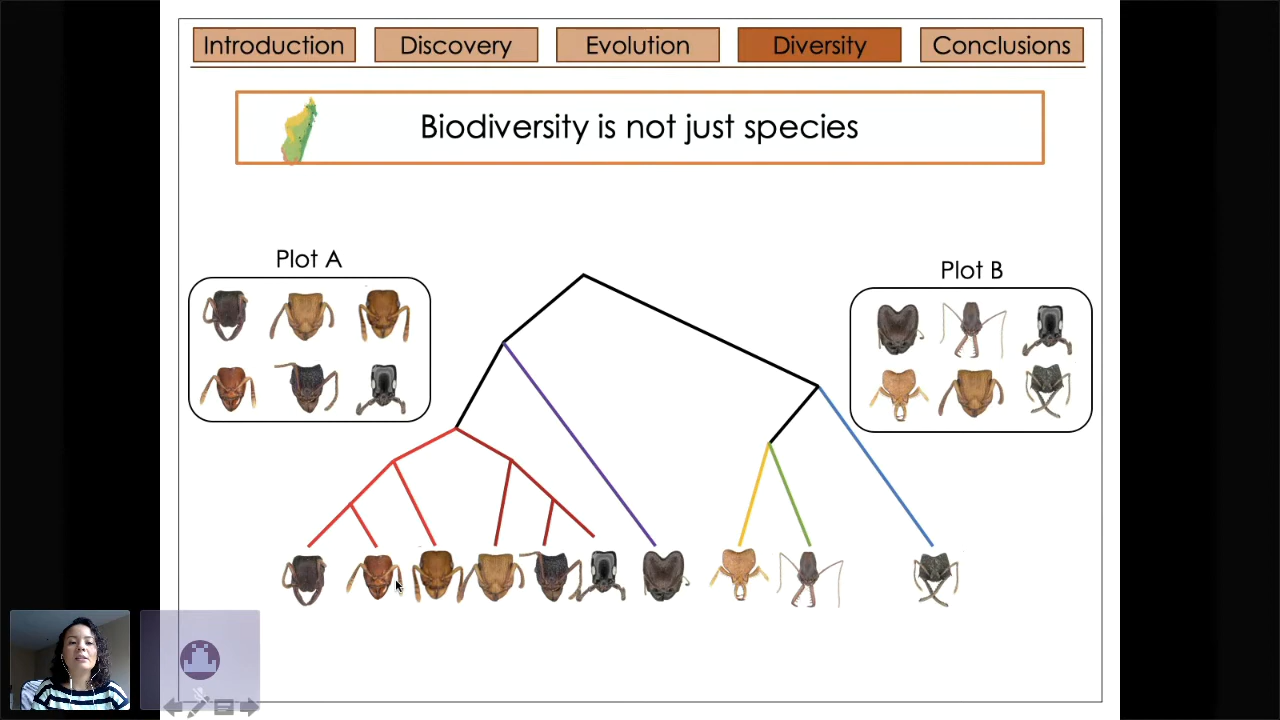 Introduction
Discovery
Evolution
Diversity
Conclusions
Biodiversity is not just species
Plot A
Plot B